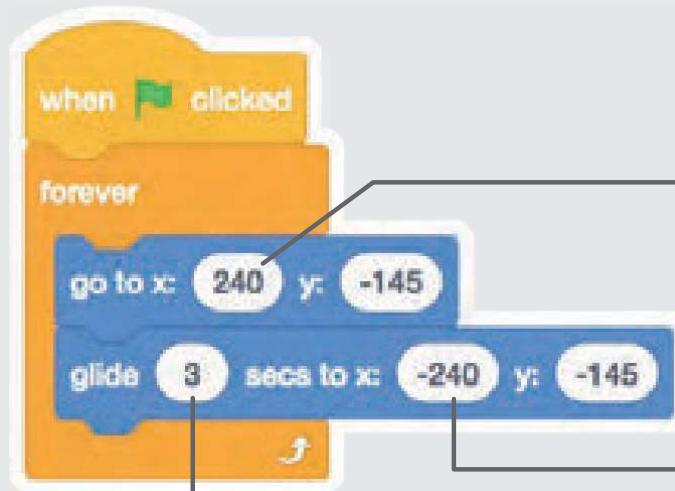 when clicked
forever
go to x: 240 y: -145
glide 3 secs to x: -240 y: -145